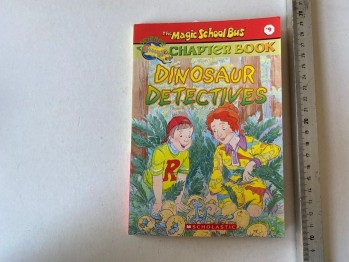 The Magic School Bus
#9
CHAPTER BOOK
DINOSAUR
DETECTIVES
R
SCHOLASTIC